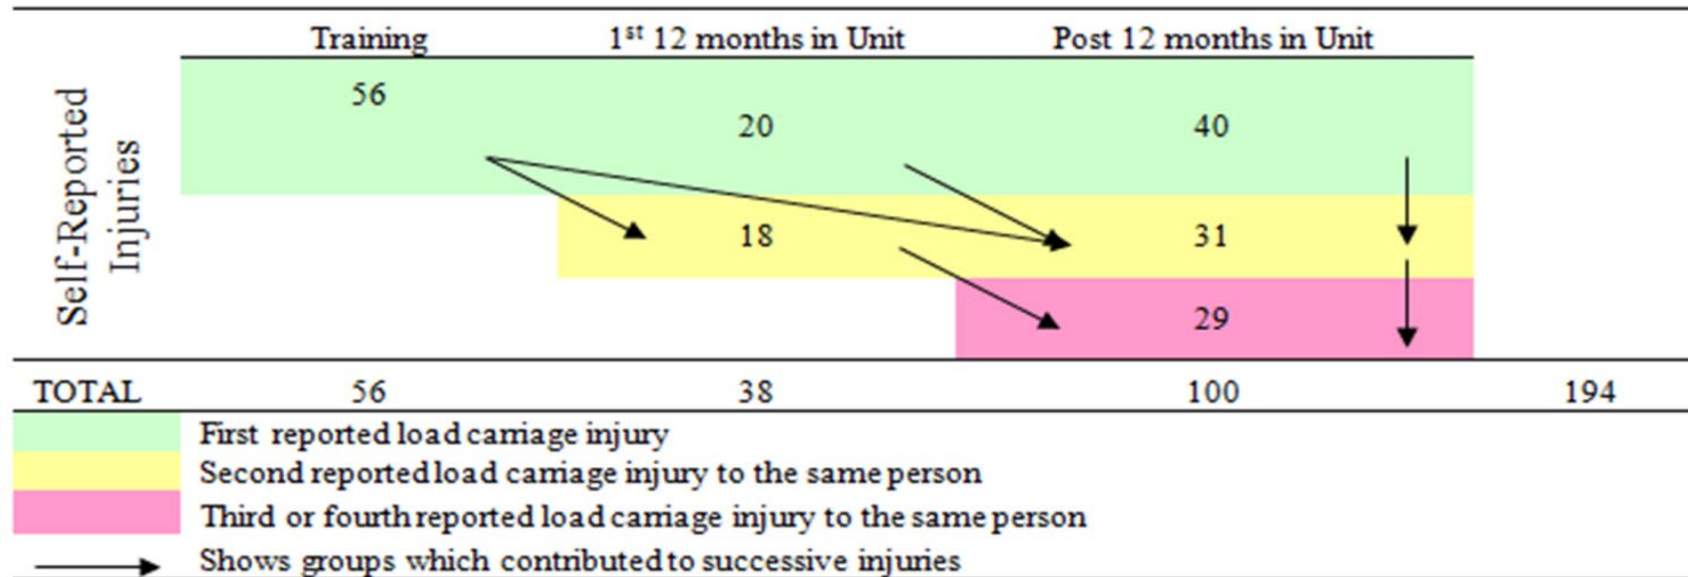 Training 1st 12 months in Unit Post 12 months in Unit
Self-Reported
Injuries
56
20 40
18 31
29
TOTAL 56 38 100 194
First reported load carriage injury
Second reported load carriage injury to the same person
Third or fourth reported load carriage injury to the same person
Shows groups which contributed to successive injuries